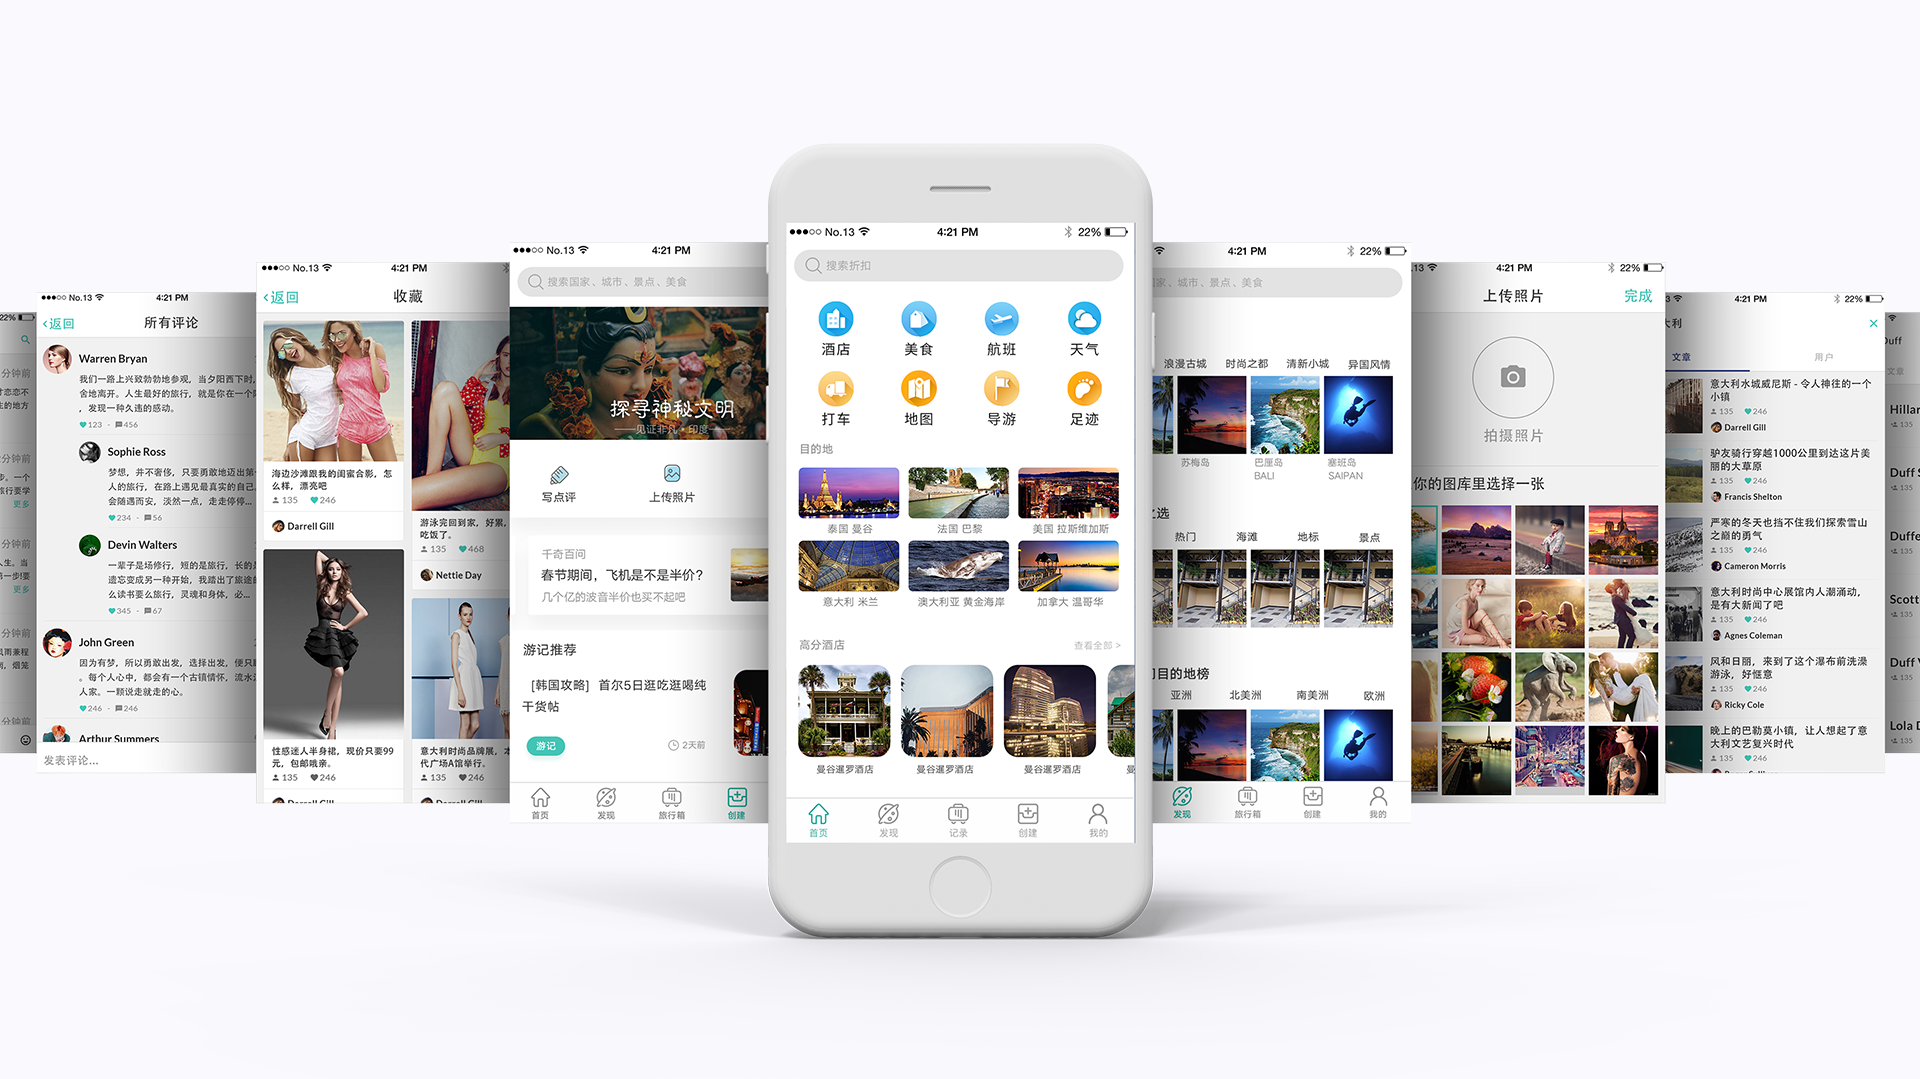 22%
分钟前
更多
分钟前
更多
分钟前
No.13
4:21 PM
返回
所有评论
Warren Bryan
我们一路上兴致勃勃地参观，当夕阳西下时，
舍地离开。人生最好的旅行，就是你在一个
，发现一种久违的感动。
123 · 456
Sophie Ross
梦想，并不奢侈，只要勇敢地迈出第
人的旅行，在路上遇见最真实的自己
会随遇而安，淡然一点，走走停停...
234 · 56
Devin Walters
一辈子是场修行，短的是旅行，长的是
遗忘变成另一种开始，我踏出了旅途的
么读书要么旅行，灵魂和身体，必...
345 · 67
John Green
因为有梦，所以勇敢出发，选择出发，便只
。每个人心中，都会有一个古镇情怀，流水
人家。一颗说走就走的心。
246 · 246
Arthur Summers
发表评论...
No.13
4:21 PM
返回
收藏
海边沙滩跟我的闺蜜合影，怎
么样，漂亮吧
135 246
Darrell Gill
性感迷人半身裙，现价只要99
元，包邮哦亲。
135 246
Darrell Gill
游泳完回到家，好累，
吃饭了。
135 468
Nettie Day
意大利时尚品牌展，本
代广场A馆举行。
135 246
Darrell Gill
No.13
4:21 PM
搜索国家、城市、景点、美食
探寻神秘文明
——见证非凡·印度——
写点评
上传照片
千奇百问
春节期间，飞机是不是半价？
几个亿的波音半价也买不起吧
游记推荐
[韩国攻略] 首尔5日逛吃逛喝纯
干货帖
游记
2天前
首页 发现 旅行箱 创建
No.13
4:21 PM
22%
搜索折扣
酒店 美食 航班 天气
打车 地图 导游 足迹
目的地
泰国 曼谷 法国 巴黎 美国 拉斯维加斯
意大利 米兰 澳大利亚 黄金海岸 加拿大 温哥华
高分酒店
查看全部 >
曼谷暹罗酒店 曼谷暹罗酒店 曼谷暹罗酒店 曼
首页 发现 记录 创建 我的
4:21 PM
22%
家、城市、景点、美食
浪漫古城 时尚之都 清新小城 异国风情
苏梅岛 巴厘岛 塞班岛
BALI SAIPAN
之选
热门 海滩 地标 景点
门目的地榜
亚洲 北美洲 南美洲 欧洲
发现 旅行箱 创建 我的
.13
4:21 PM
22%
上传照片
完成
拍摄照片
你的图库里选择一张
3
4:21 PM
22%
大利
文章
用户
意大利水城威尼斯 - 令人神往的一个
小镇
135 246
Darrell Gill
驴友骑行穿越1000公里到达这片美
丽的大草原
135 246
Francis Shelton
严寒的冬天也挡不住我们探索雪山
之巅的勇气
135 246
Cameron Morris
意大利时尚中心展馆内人潮涌动，
是有大新闻了吧
135 246
Agnes Coleman
风和日丽，来到了这个瀑布前洗澡
游泳，好惬意
135 246
Ricky Cole
晚上的巴勒莫小镇，让人想起了意
大利文艺复兴时代
135 246
Duff
文章
Hillar
135
Duff S
135
Duffe
135
Scott
135
Duff V
135
Lola D
135